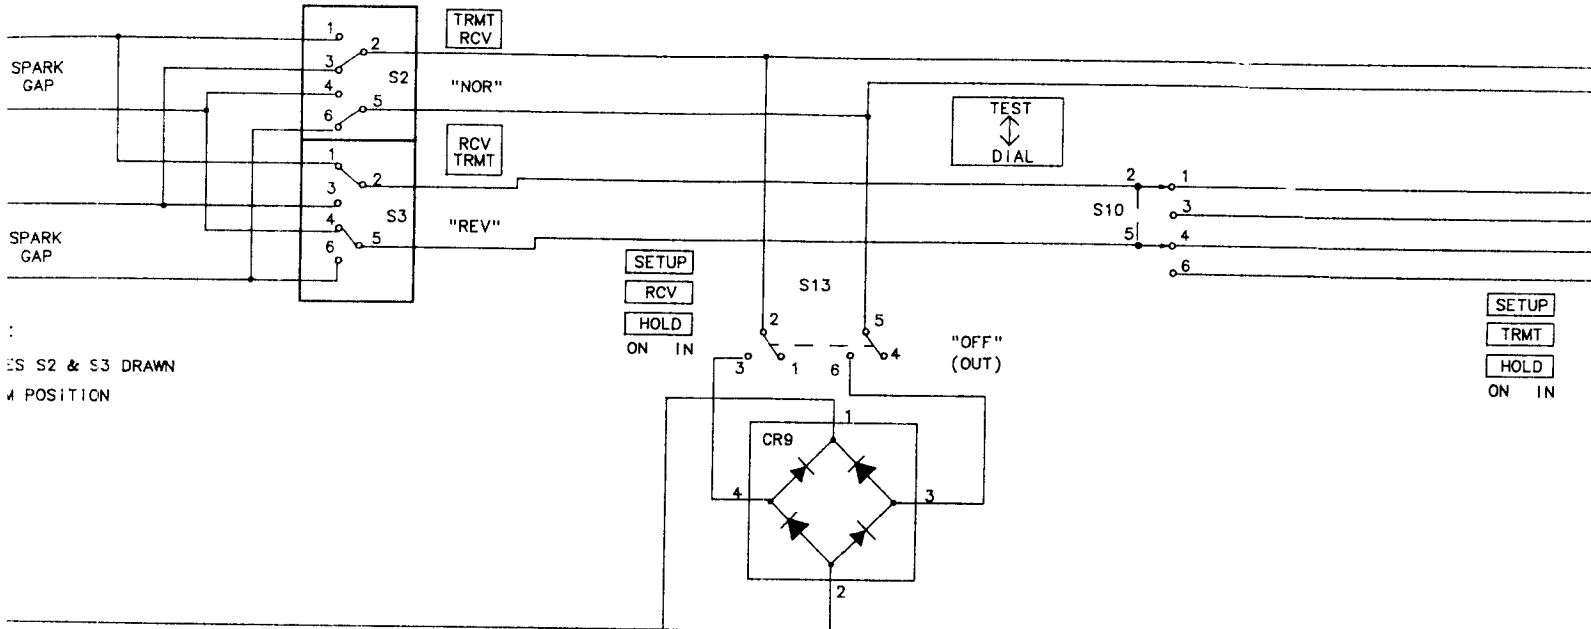 SPARK
GAP
1
2
3
S2
4
5
6
TRMT
RCV
"NOR"
RCV
TRMT
1
2
3
S3
4
5
6
"REV"
SPARK
GAP
TEST
DIAL
2
1
S10
3
5
4
6
SETUP
RCV
HOLD
ON IN
S13
2
5
3
1
6
4
"OFF"
(OUT)
SETUP
TRMT
HOLD
ON IN
:
ES S2 & S3 DRAWN
POSITION
CR9
1
4
3
2